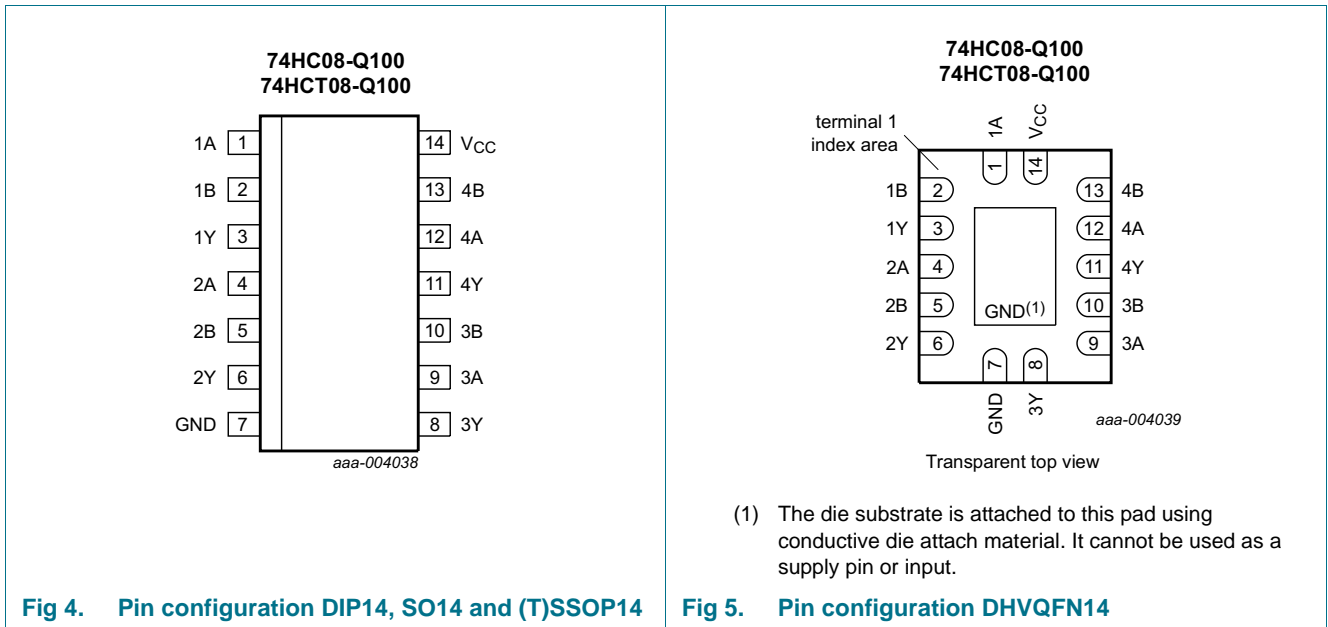 74HC08-Q100
74HCT08-Q100
1A 1
14 VCC
1B 2
13 4B
1Y 3
12 4A
2A 4
11 4Y
2B 5
10 3B
2Y 6
9 3A
GND 7
8 3Y
aaa-004038
Fig 4. Pin configuration DIP14, SO14 and (T)SSOP14
74HC08-Q100
74HCT08-Q100
terminal 1
index area
1A
VCC
1
14
1B 2
13 4B
1Y 3
12 4A
2A 4
11 4Y
2B 5
10 3B
GND(1)
2Y 6
9 3A
7
8
GND
3Y
aaa-004039
Transparent top view
(1) The die substrate is attached to this pad using
conductive die attach material. It cannot be used as a
supply pin or input.
Fig 5. Pin configuration DHVQFN14